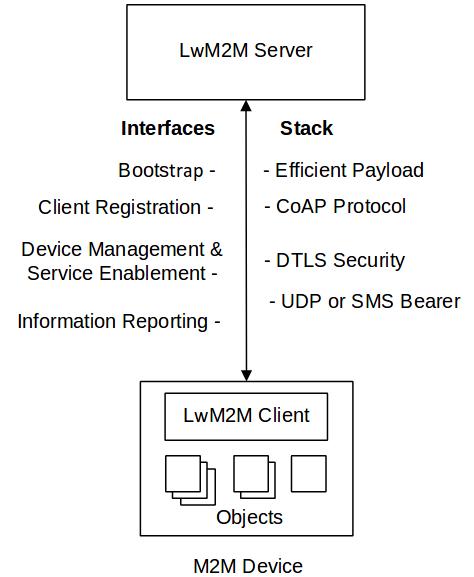 LwM2M Server
Interfaces
Stack
Bootstrap -
- Efficient Payload
Client Registration -
- CoAP Protocol
Device Management &
Service Enablement -
- DTLS Security
- UDP or SMS Bearer
Information Reporting -
LwM2M Client
Objects
M2M Device